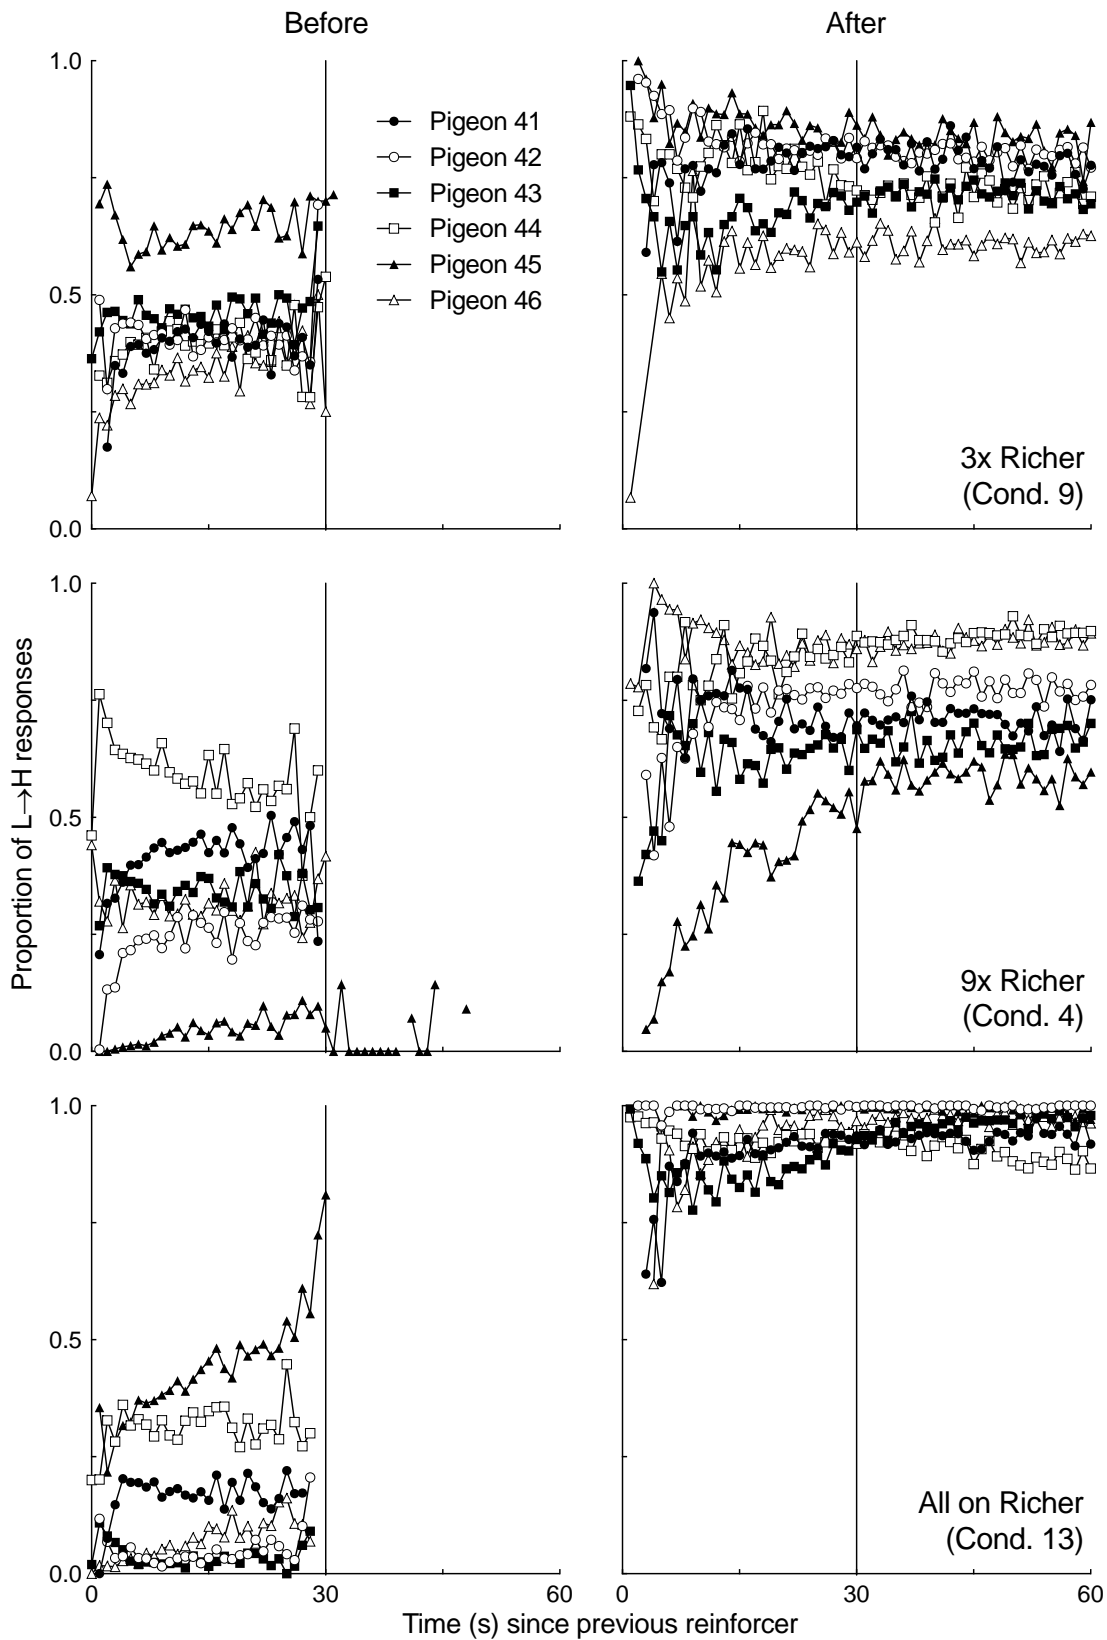 Before
After
1.0
0.5
0.0
Pigeon 41
Pigeon 42
Pigeon 43
Pigeon 44
Pigeon 45
Pigeon 46
3x Richer
(Cond. 9)
Proportion of L→H responses
1.0
0.5
0.0
9x Richer
(Cond. 4)
1.0
0.5
0.0
All on Richer
(Cond. 13)
0 30 60 0 30 60
Time (s) since previous reinforcer